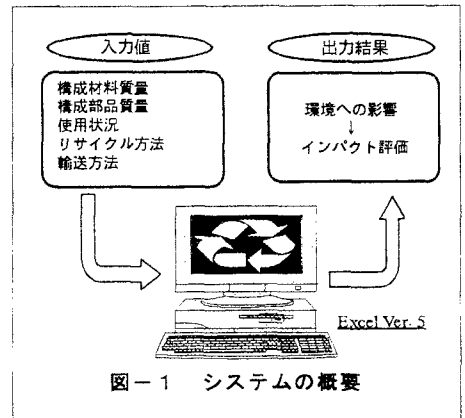 入力値
構成材料質量
構成部品質量
使用状況
リサイクル方法
輸送方法
出力結果
環境への影響
↓
インパクト評価
Excel Ver. 5
図－1 システムの概要